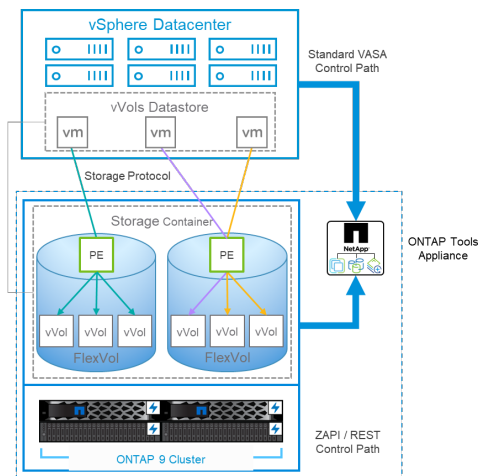 vSphere Datacenter
Standard VASA
Control Path
vVols Datastore
vm
vm
vm
Storage Protocol
Storage Container
PE
PE
NetApp
ONTAP Tools
Appliance
vVol
vVol
vVol
vVol
vVol
vVol
FlexVol
FlexVol
ZAPI / REST
Control Path
ONTAP 9 Cluster